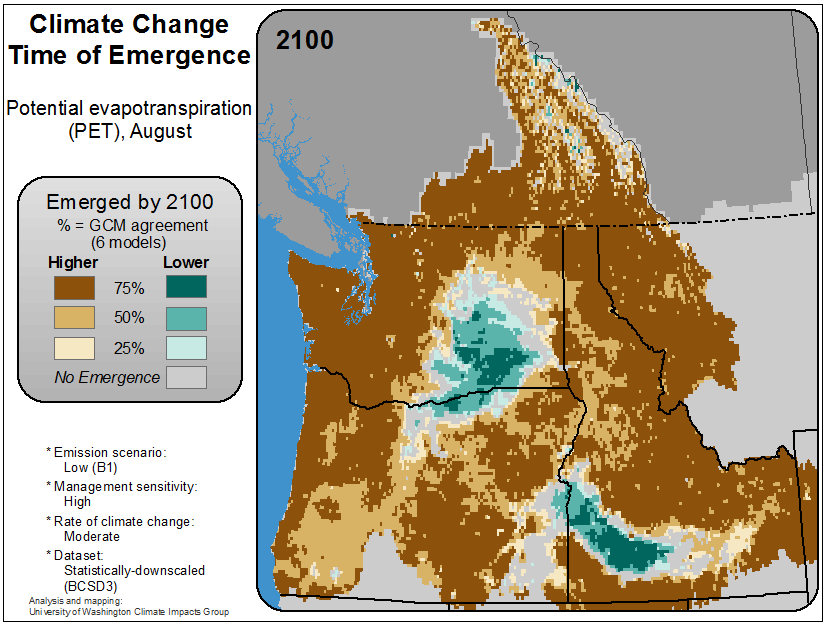 Climate Change
Time of Emergence
Potential evapotranspiration
(PET), August
Emerged by 2100
% = GCM agreement
(6 models)
Higher Lower
75%
50%
25%
No Emergence
* Emission scenario:
Low (B1)
* Management sensitivity:
High
* Rate of climate change:
Moderate
* Dataset:
Statistically-downscaled
(BCSD3)
Analysis and mapping:
University of Washington Climate Impacts Group
2100